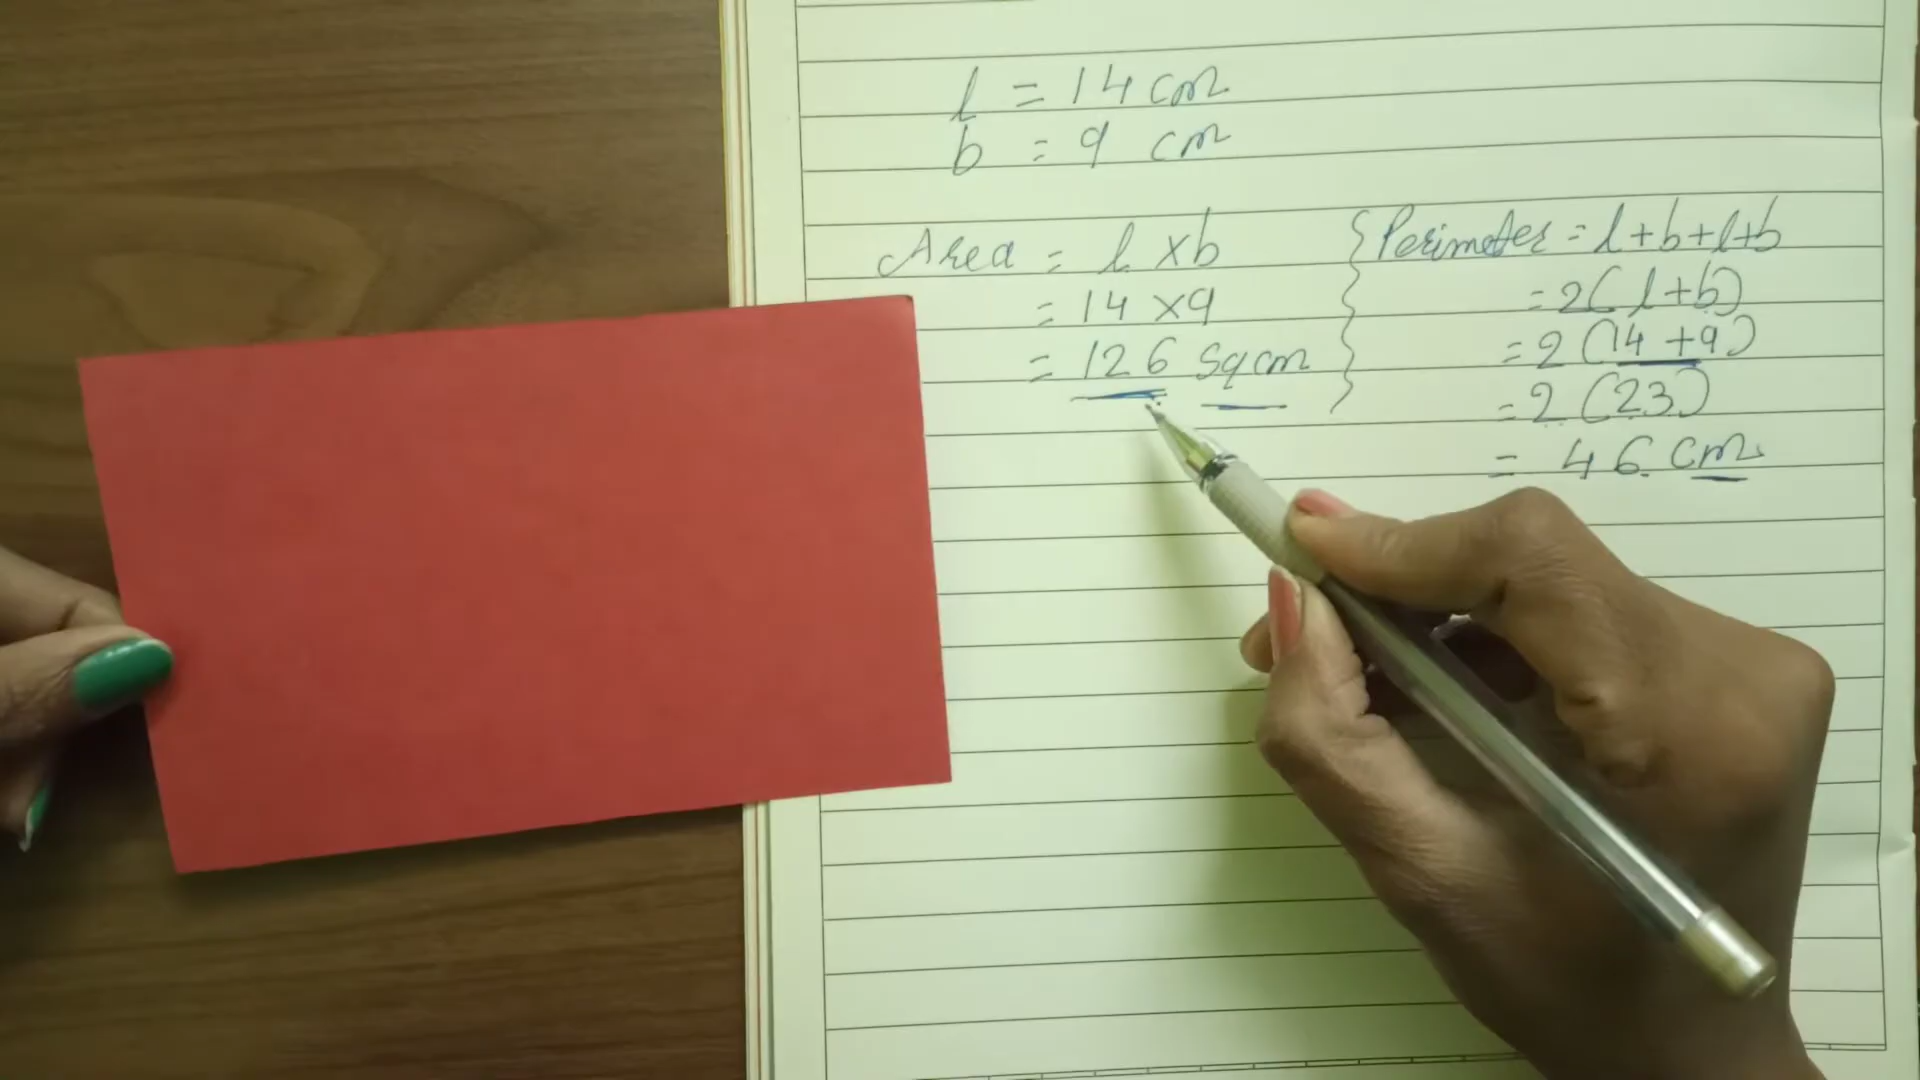 l = 14 cm
b = 9 cm
Area = l x b
= 14 x 9
= 126 sq cm
Perimeter = l+b+l+b
= 2(l+b)
= 2(14+9)
= 2(23)
= 46 cm